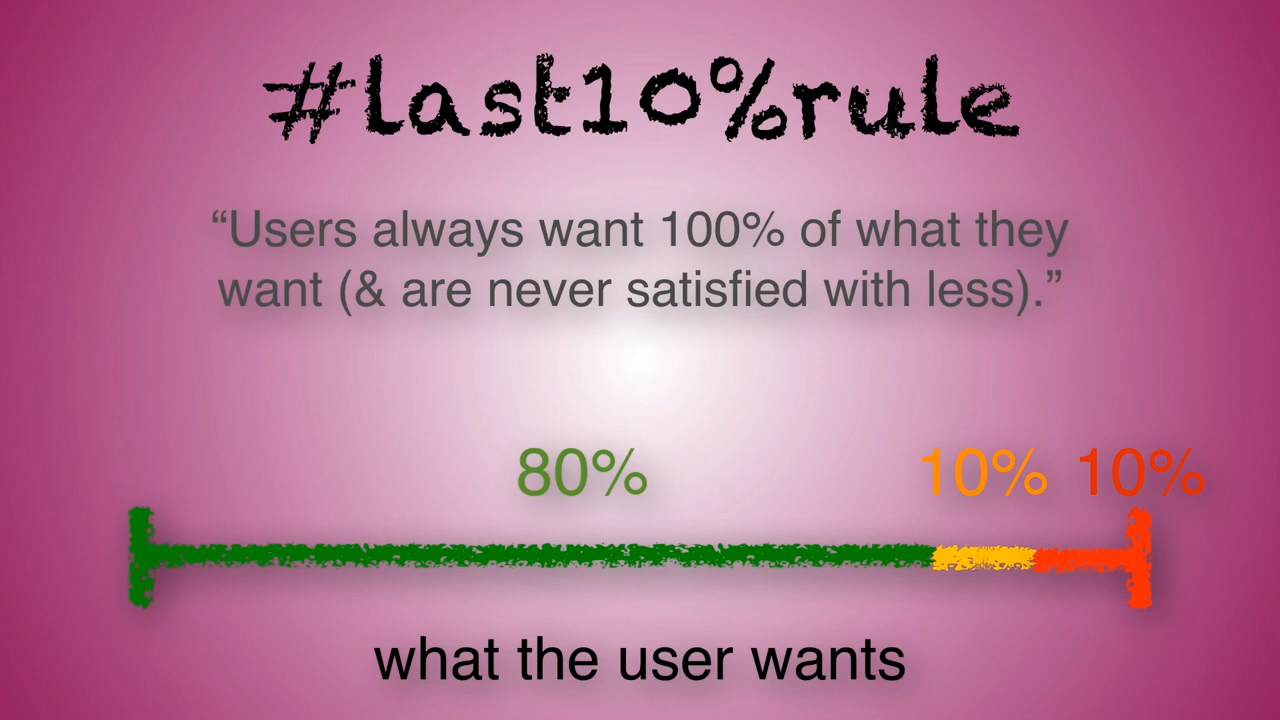 #last10%rule
“Users always want 100% of what they
want (& are never satisfied with less).”
80% 10% 10%
what the user wants